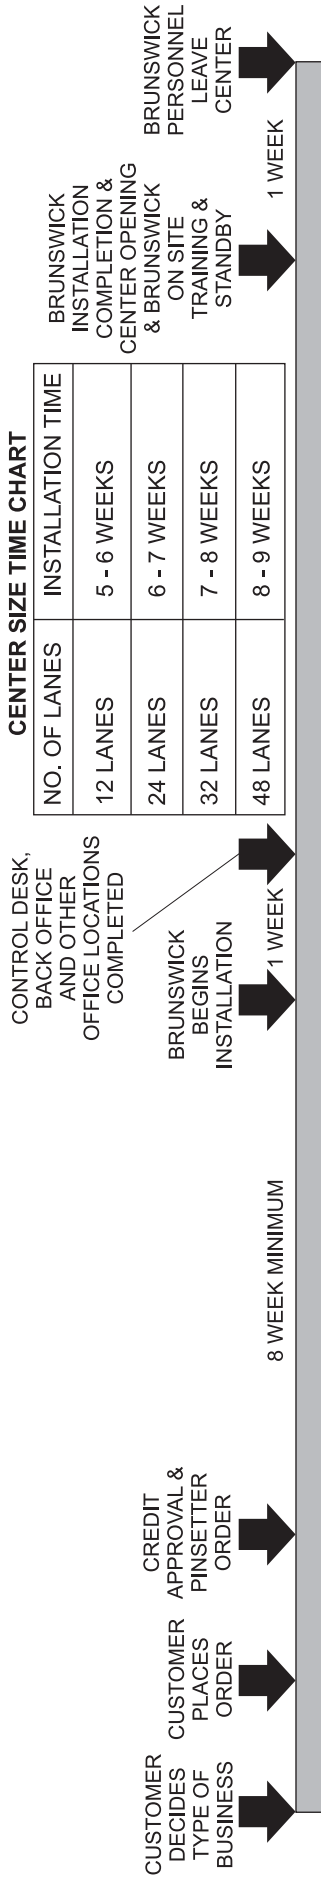 CUSTOMER
DECIDES
TYPE OF
BUSINESS
CUSTOMER
PLACES
ORDER
CREDIT
APPROVAL &
PINSETTER
ORDER
8 WEEK MINIMUM
BRUNSWICK
BEGINS
INSTALLATION
1 WEEK
CONTROL DESK,
BACK OFFICE
AND OTHER
OFFICE LOCATIONS
COMPLETED
CENTER SIZE TIME CHART
NO. OF LANES INSTALLATION TIME
12 LANES 5 - 6 WEEKS
24 LANES 6 - 7 WEEKS
32 LANES 7 - 8 WEEKS
48 LANES 8 - 9 WEEKS
BRUNSWICK
INSTALLATION
COMPLETION &
CENTER OPENING
& BRUNSWICK
ON SITE
TRAINING &
STANDBY
1 WEEK
BRUNSWICK
PERSONNEL
LEAVE
CENTER